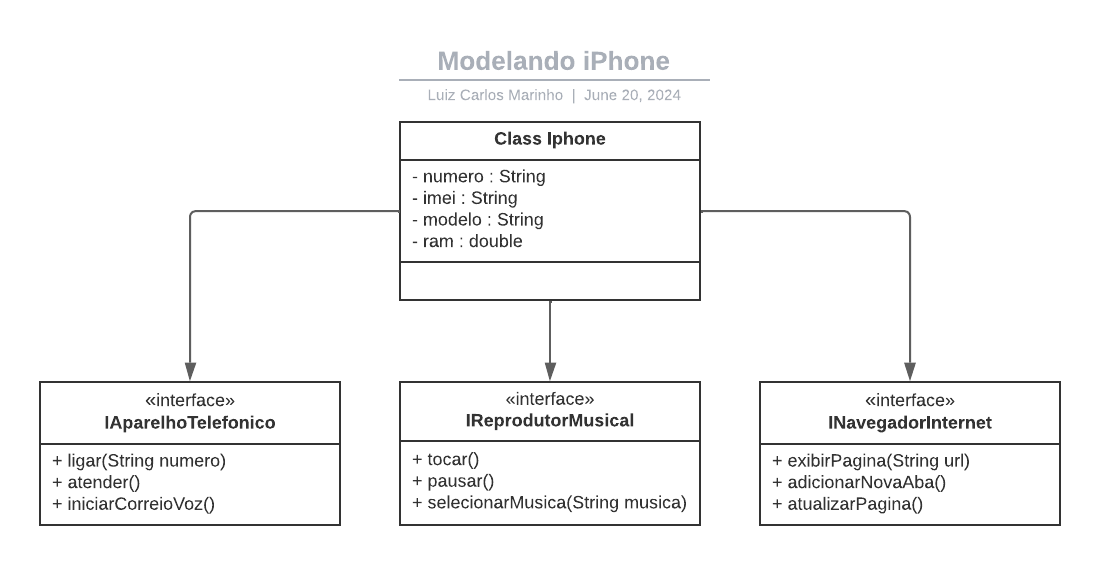 Modelando iPhone
Luiz Carlos Marinho | June 20, 2024
Class Iphone
- numero : String
- imei : String
- modelo : String
- ram : double
«interface»
IAparelhoTelefonico
+ ligar(String numero)
+ atender()
+ iniciarCorreioVoz()
«interface»
IReprodutorMusical
+ tocar()
+ pausar()
+ selecionarMusica(String musica)
«interface»
INavegadorInternet
+ exibirPagina(String url)
+ adicionarNovaAba()
+ atualizarPagina()